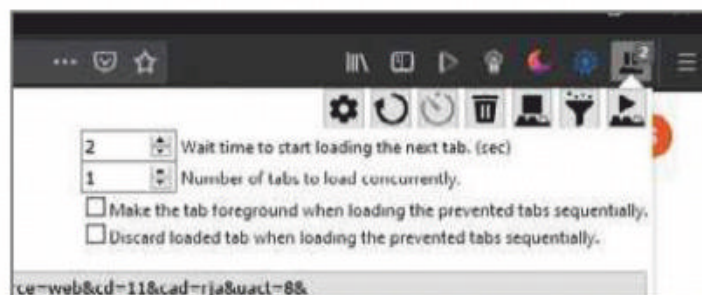 2
2 Wait time to start loading the next tab. (sec)
1 Number of tabs to load concurrently.
Make the tab foreground when loading the prevented tabs sequentially.
Discard loaded tab when loading the prevented tabs sequentially.
rce=web&cd=11&cad=rja&uact=8&